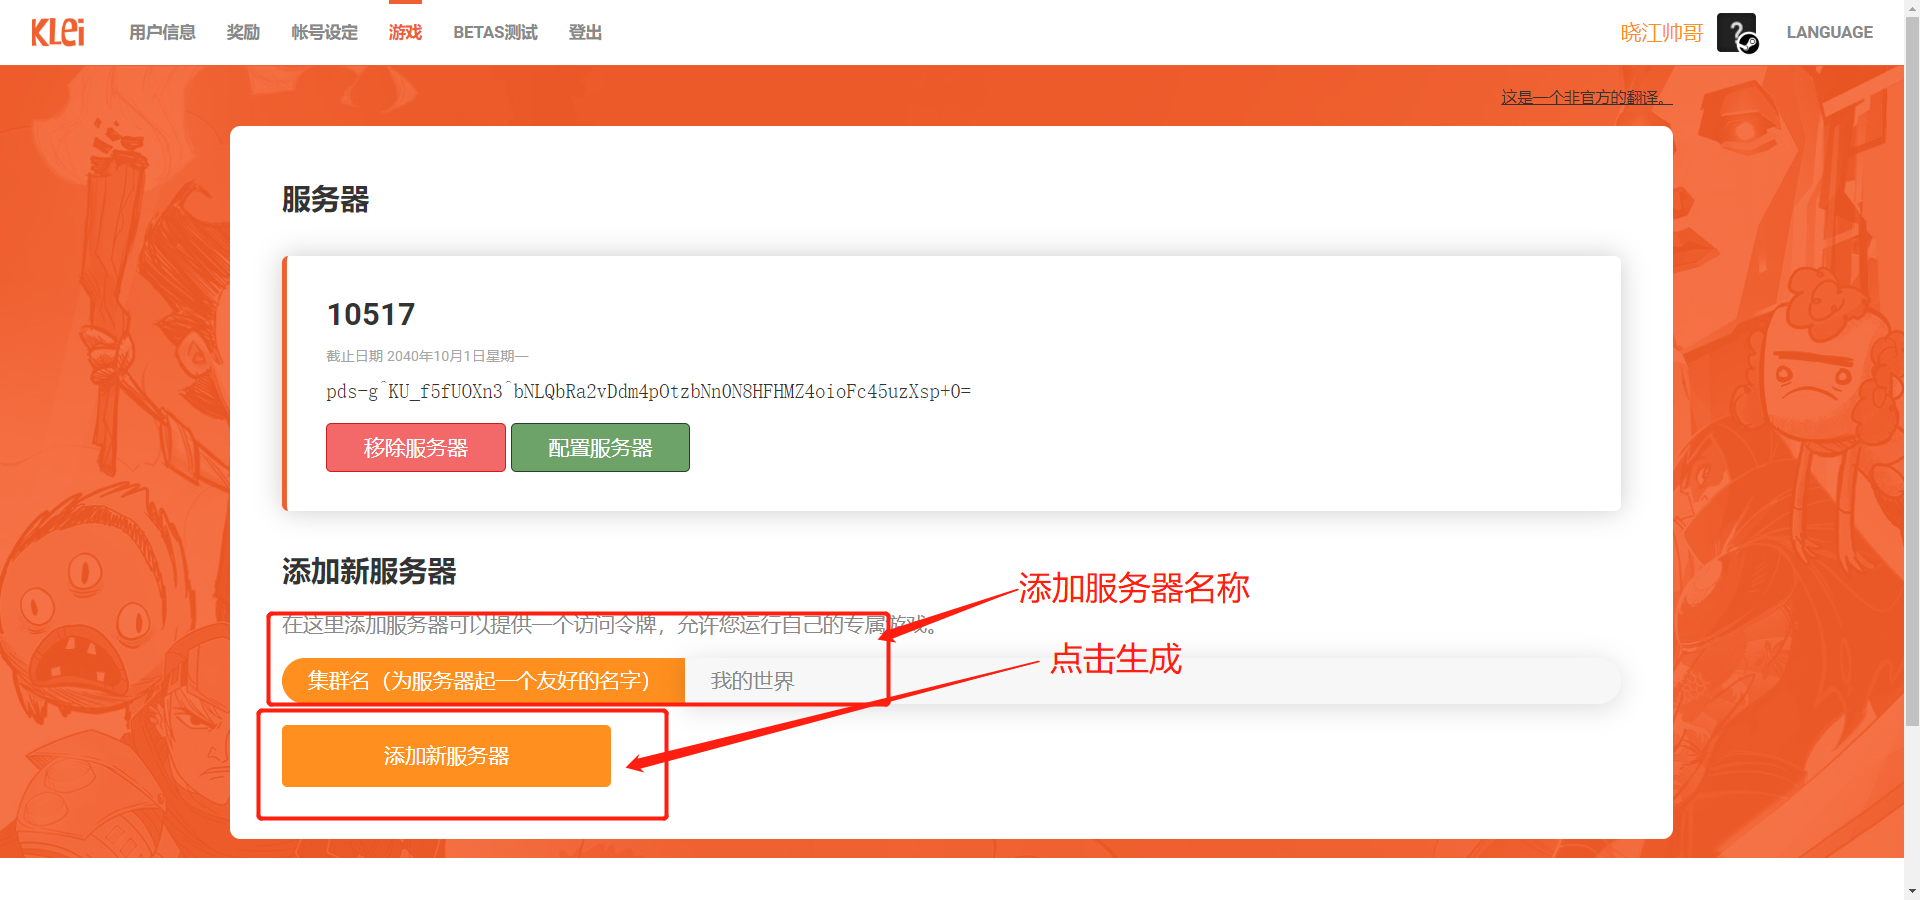 KLei 用户信息 奖励 帐号设定 游戏 BETAS测试 登出 晓江帅哥 LANGUAGE
这是一个非官方的翻译。
服务器
10517
截止日期 2040年10月1日星期一
pds-g^KU_f5fUOXn3^bNLQbRa2vDdm4pOtzbNnON8HFHMZ4oioFc45uzXsp+0=
移除服务器 配置服务器
添加新服务器
添加服务器名称
在这里添加服务器可以提供一个访问令牌，允许您运行自己的专属游戏。
点击生成
集群名（为服务器起一个友好的名字） 我的世界
添加新服务器